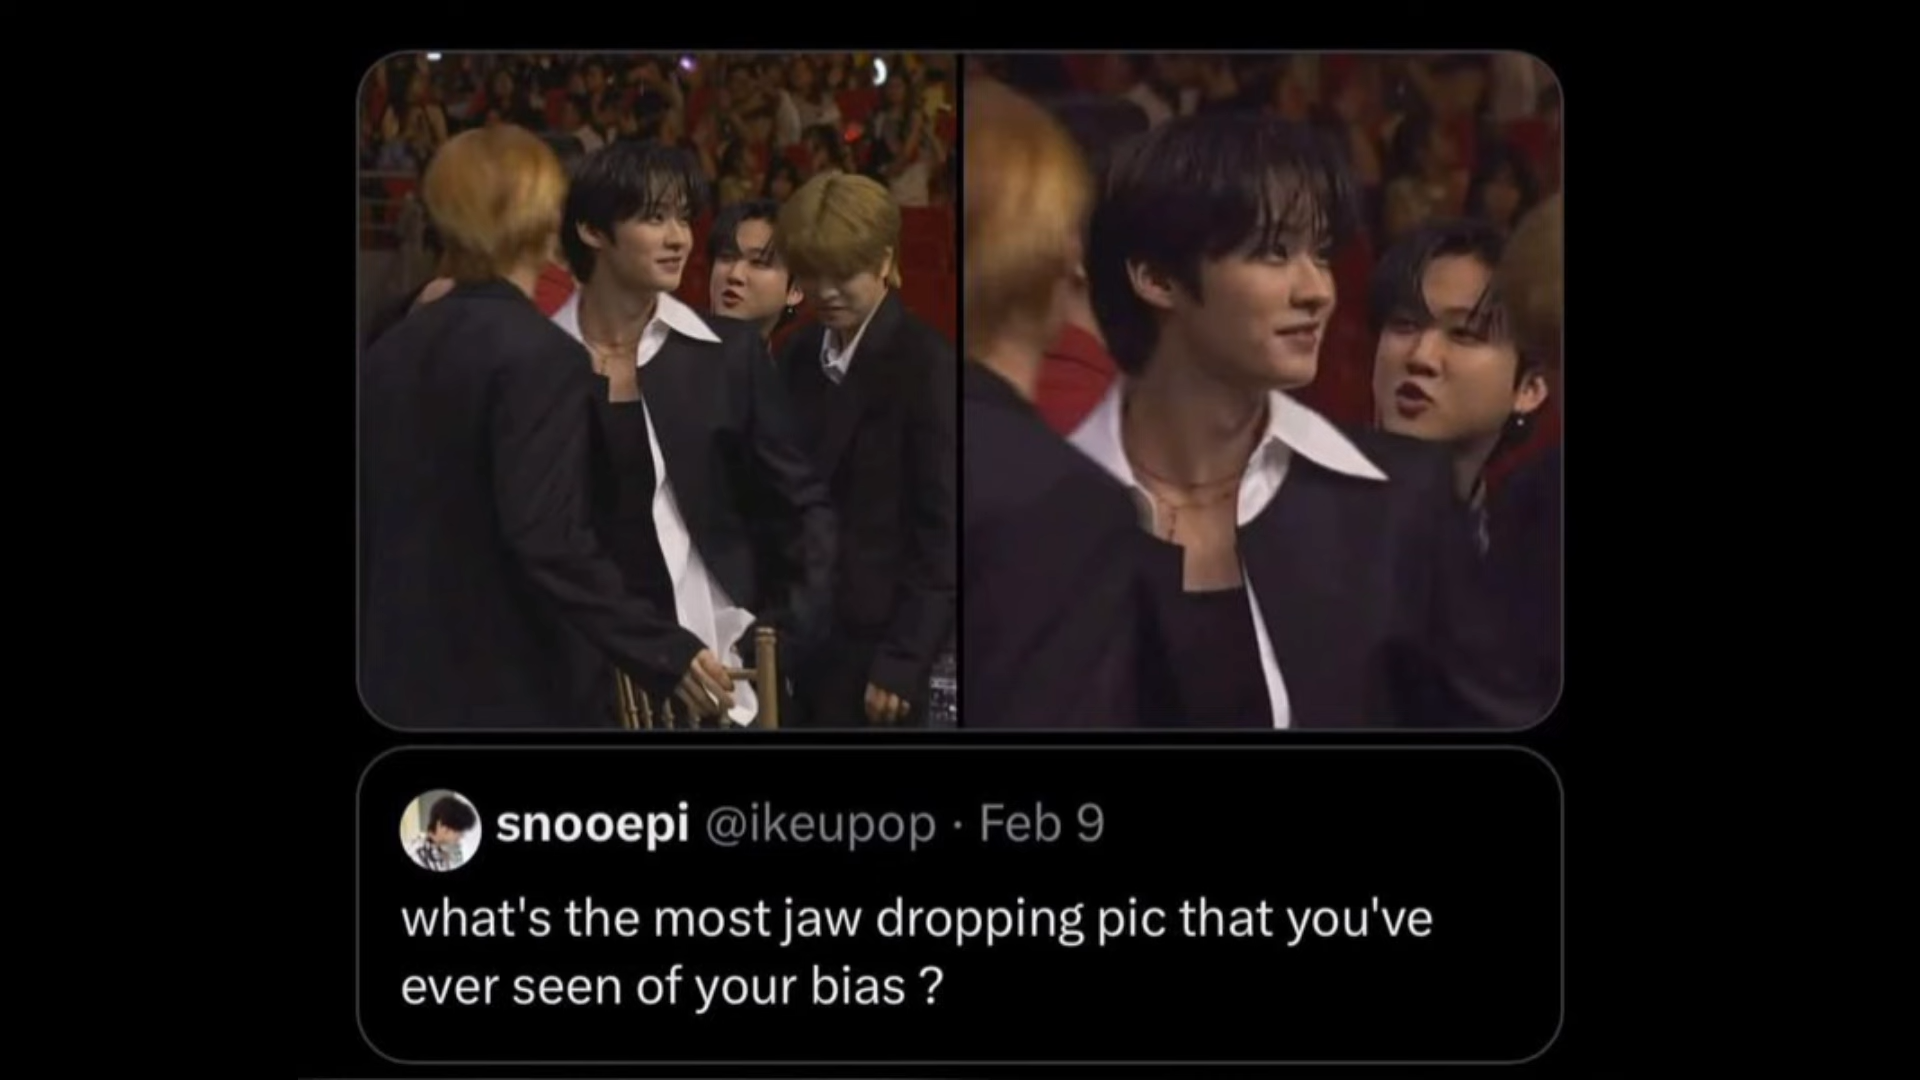 snooepi @ikeupop · Feb 9
what's the most jaw dropping pic that you've
ever seen of your bias ?